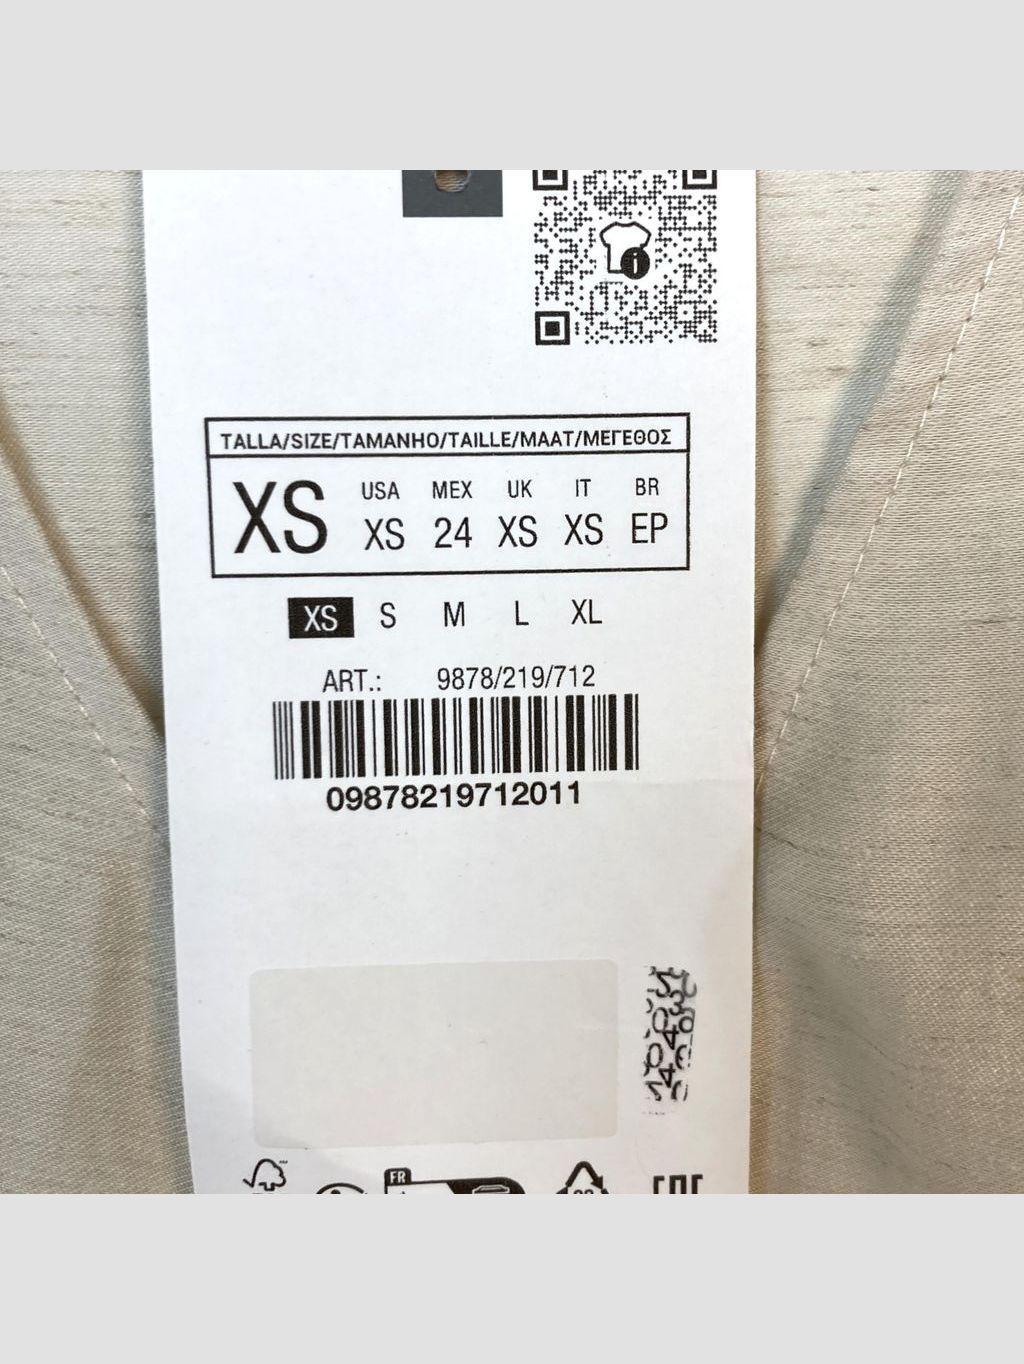 TALLA/SIZE/TAMANHO/TAILLE/MAAT/ΜΕΓΕΘΟΣ
XS USA MEX UK IT BR
XS 24 XS XS EP
XS S M L XL
ART.: 9878/219/712
09878219712011
FR